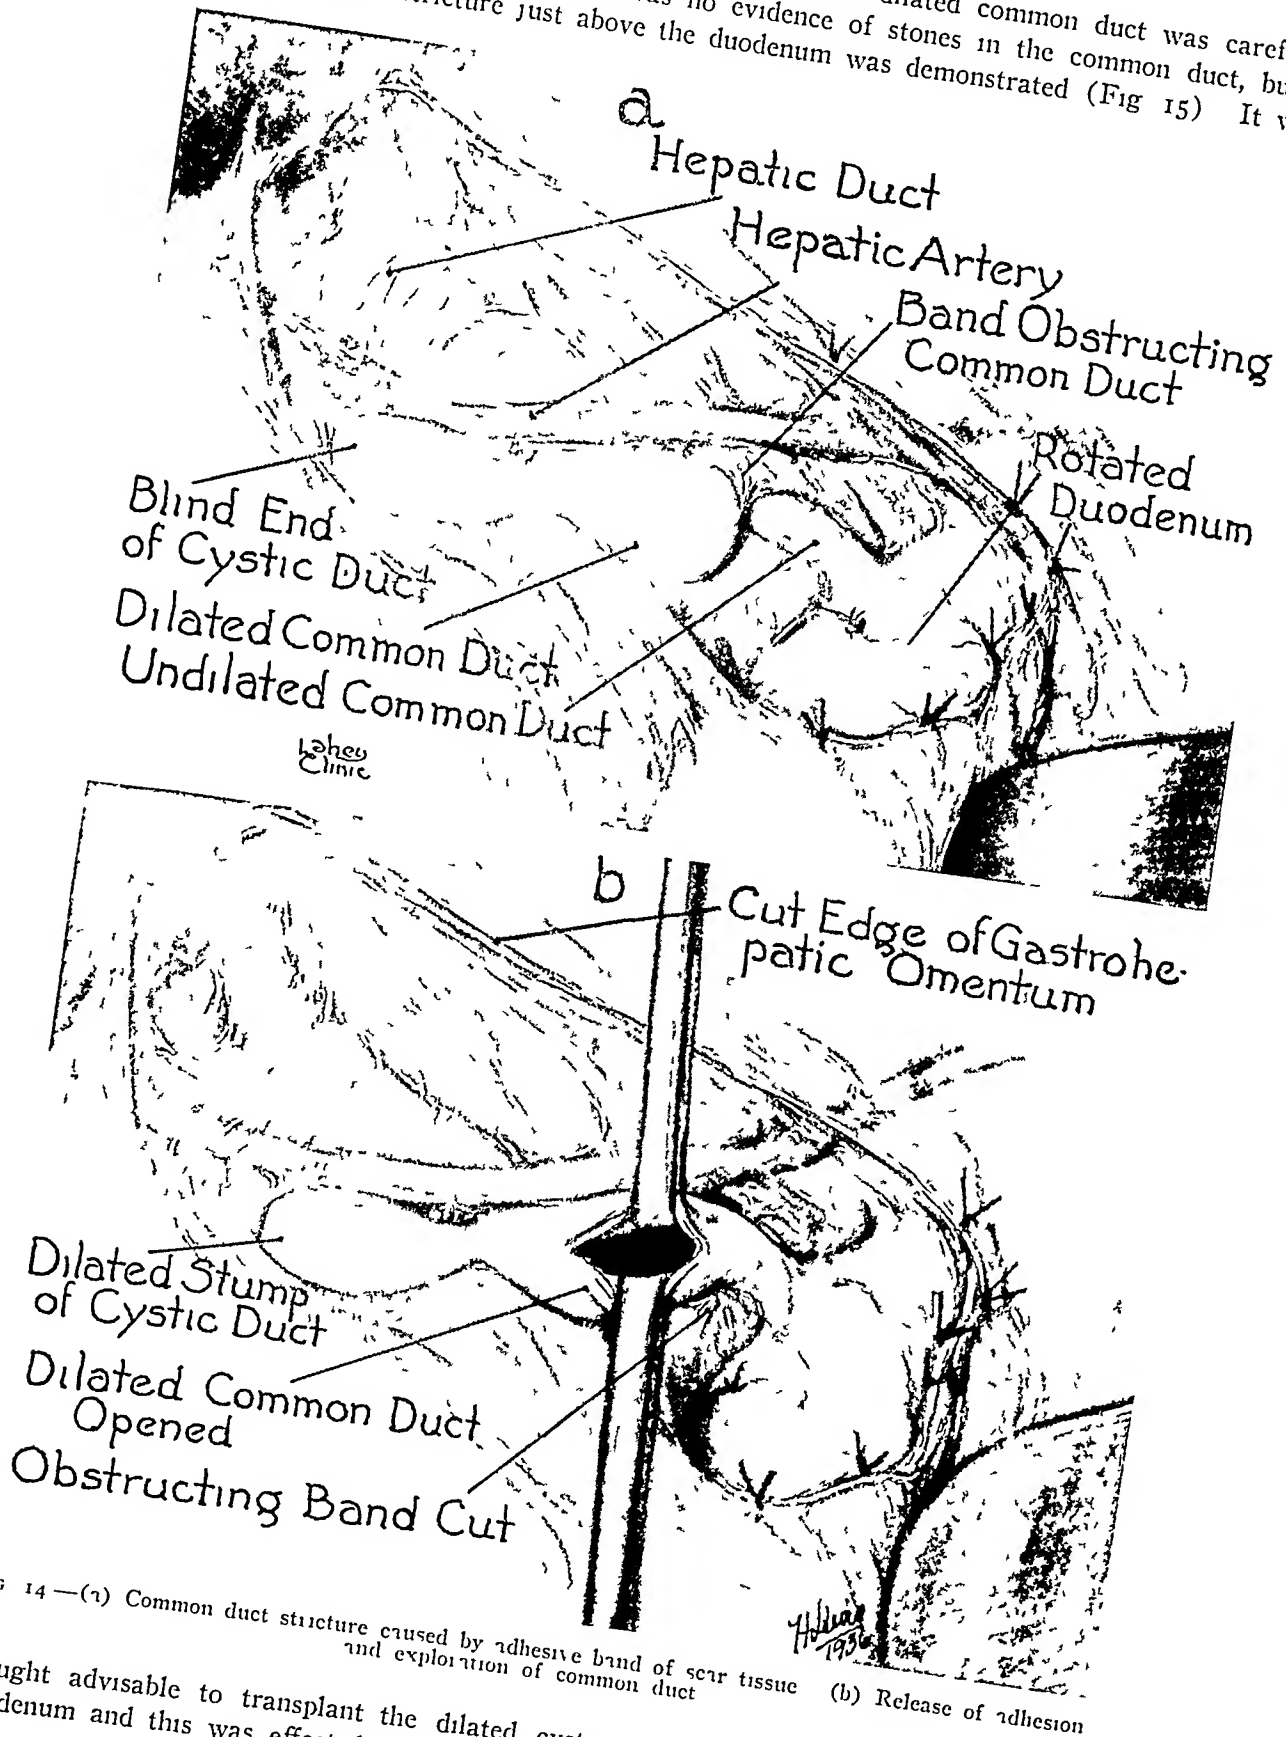 common duct was
no evidence of stones in the common duct,
just above the duodenum was demonstrated (Fig 15) It
a
Hepatic Duct
Hepatic Artery
Band Obstructing
Common Duct
Rotated
Duodenum
Blind End
of Cystic Duct
Dilated Common Duct
Undilated Common Duct
Lahey
Clinic
b
Cut Edge of Gastrohe-
patic Omentum
Dilated Stump
of Cystic Duct
Dilated Common Duct
Opened
Obstructing Band Cut
1936
14—(a) Common duct stricture caused by adhesive band of scar tissue (b) Release of adhesion
and exploration of common duct
advisable to transplant the dilated
and this was